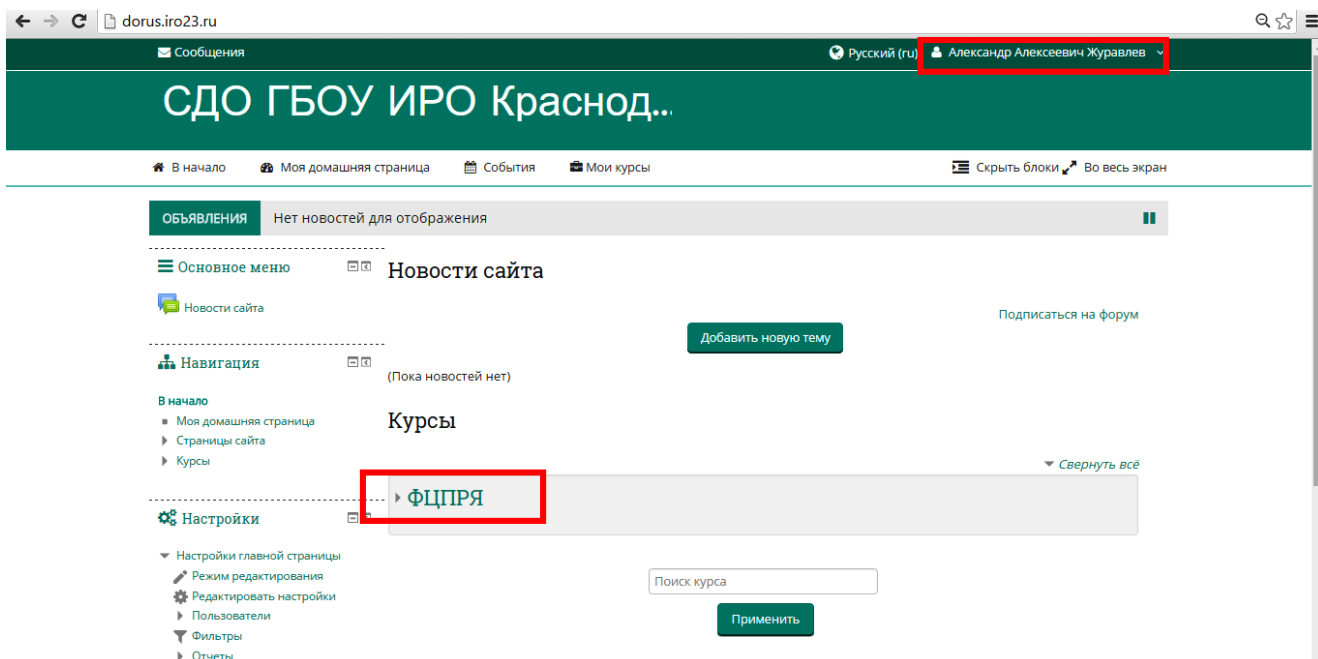 dorus.iro23.ru
Сообщения
Русский (ru)
Александр Алексеевич Журавлев
СДО ГБОУ ИРО Краснод...
В начало
Моя домашняя страница
События
Мои курсы
Скрыть блоки
Во весь экран
ОБЪЯВЛЕНИЯ
Нет новостей для отображения
Основное меню
Новости сайта
Навигация
В начало
Моя домашняя страница
Страницы сайта
Курсы
Настройки
Настройки главной страницы
Режим редактирования
Редактировать настройки
Пользователи
Фильтры
Отчеты
Новости сайта
Подписаться на форум
Добавить новую тему
(Пока новостей нет)
Курсы
Свернуть всё
ФЦПРЯ
Поиск курса
Применить